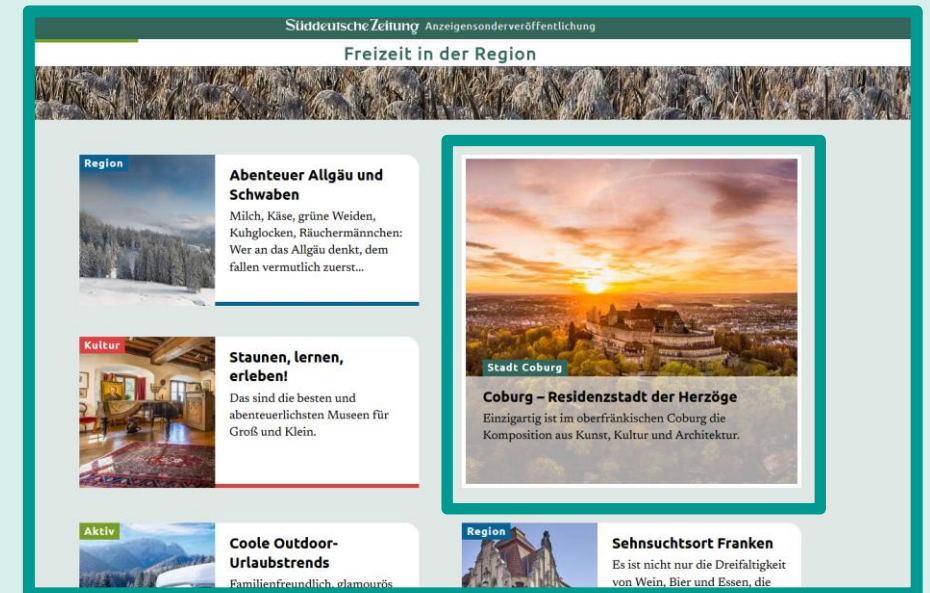 Süddeutsche Zeitung Anzeigensonderveröffentlichung
Freizeit in der Region
Region
Abenteuer Allgäu und
Schwaben
Milch, Käse, grüne Weiden,
Kuhglocken, Räuchermännchen:
Wer an das Allgäu denkt, dem
fallen vermutlich zuerst...
Stadt Coburg
Coburg – Residenzstadt der Herzöge
Einzigartig ist im oberfränkischen Coburg die
Komposition aus Kunst, Kultur und Architektur.
Kultur
Staunen, lernen,
erleben!
Das sind die besten und
abenteuerlichsten Museen für
Groß und Klein.
Aktiv
Coole Outdoor-
Urlaubstrends
Familienfreundlich, glamourös
Region
Sehnsuchtsort Franken
Es ist nicht nur die Dreifaltigkeit
von Wein, Bier und Essen, die